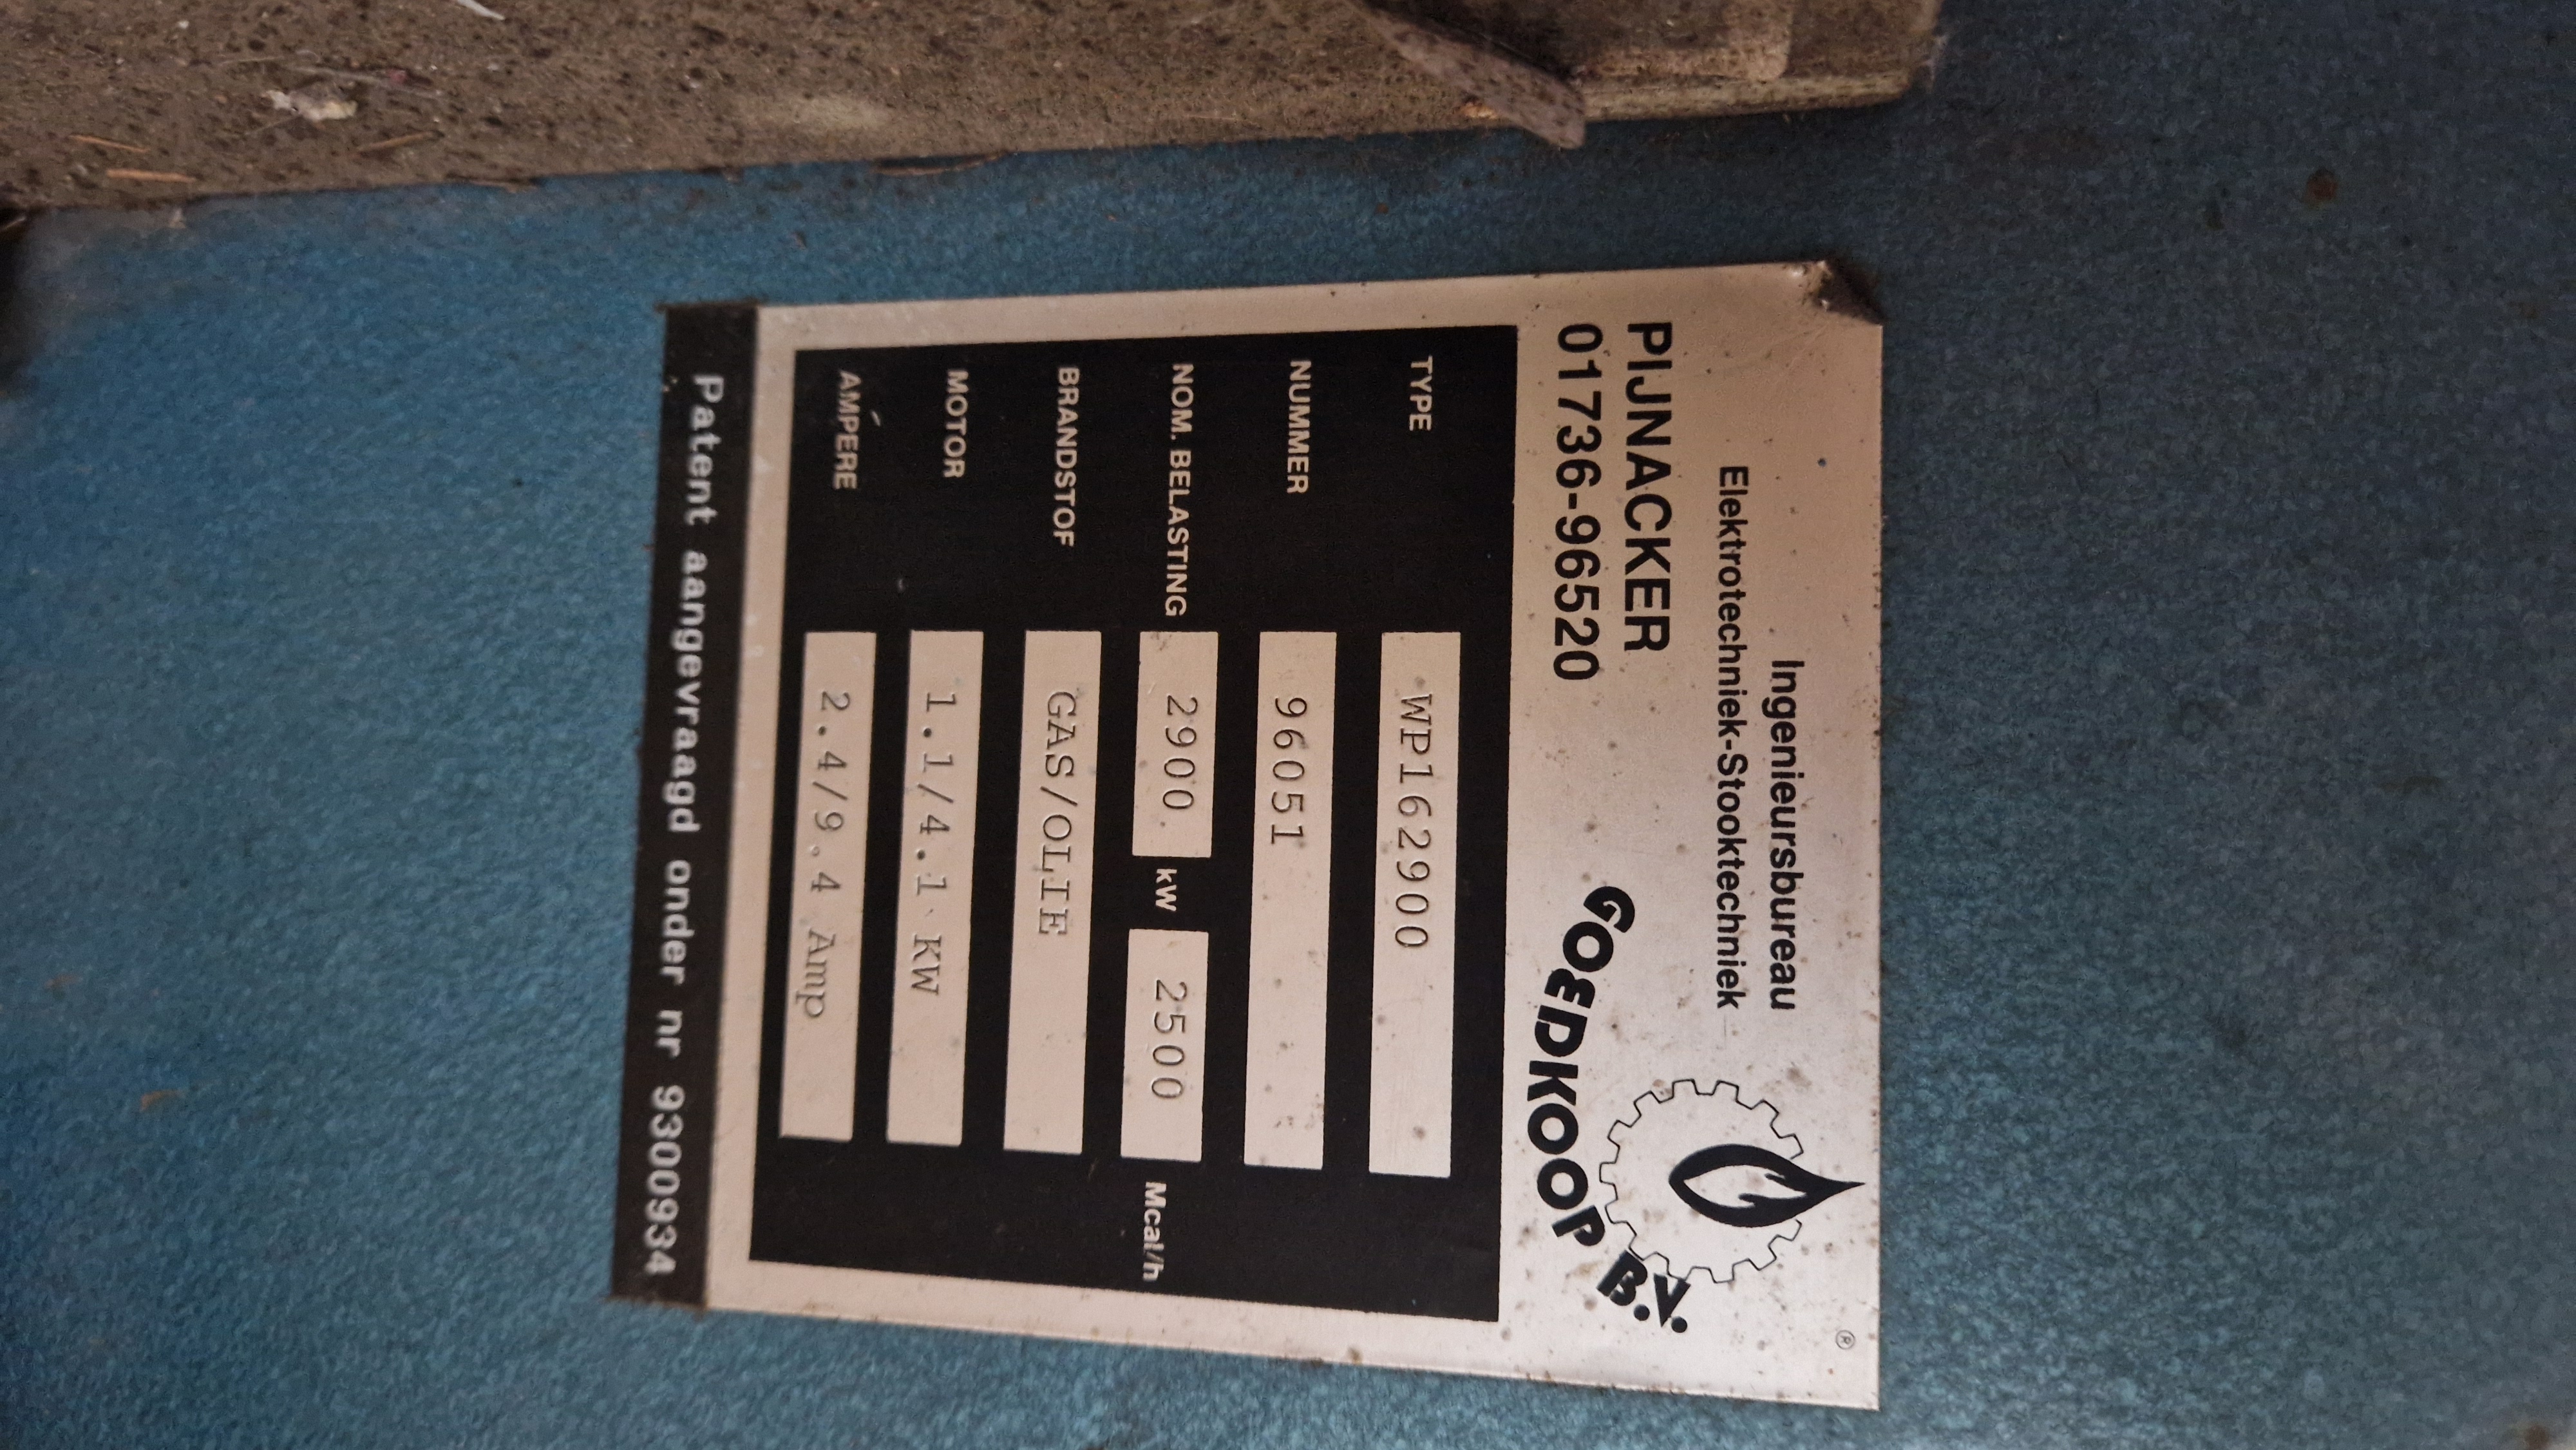 Ingenieursbureau
Elektrotechniek-Stooktechniek
PIJNACKER
01736-96520
GOEDKOOP B.V.
®
TYPE WP162900
NUMMER 96051
NOM. BELASTING 2900 kW 2500 Mcal/h
BRANDSTOF GAS/OLIE
MOTOR 1.1/4.1 KW
AMPERE 2.4/9.4 Amp
Patent aangevraagd onder nr 9300934